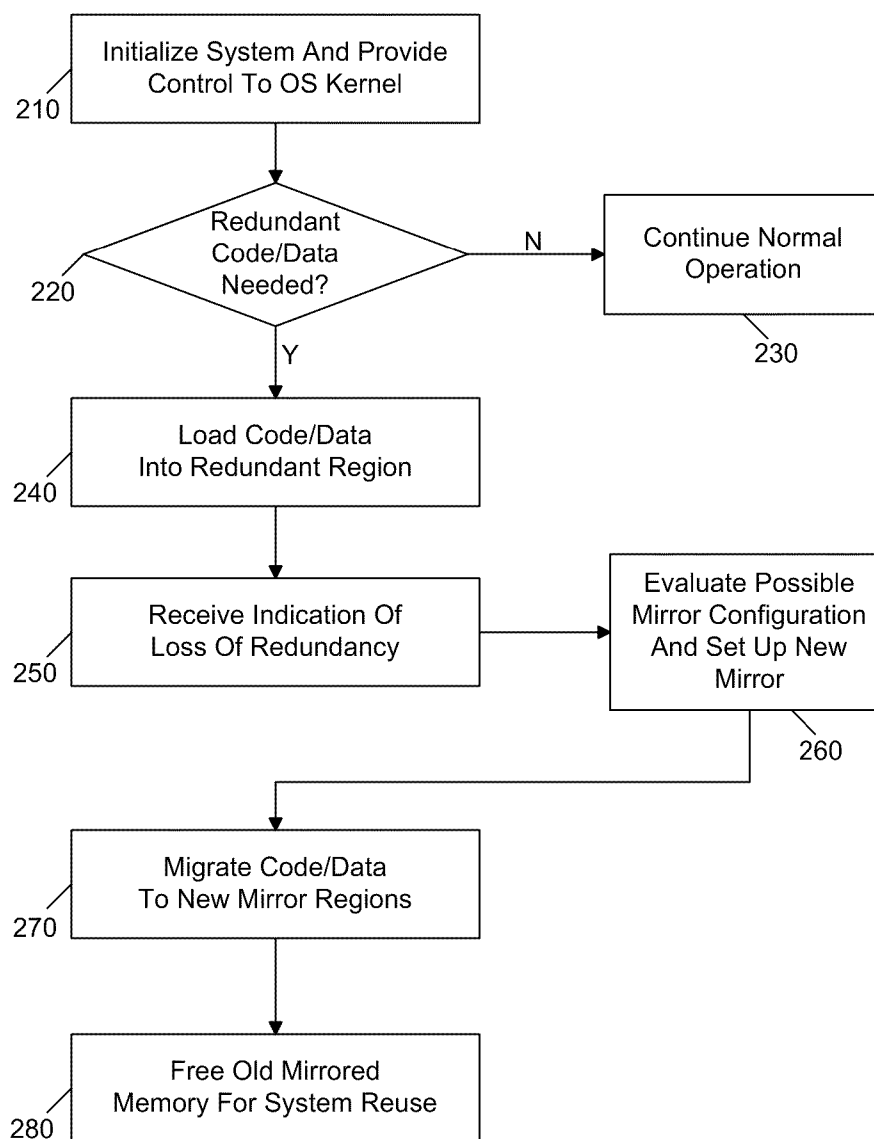 Initialize System And Provide
Control To OS Kernel
210
Redundant
Code/Data
Needed?
220
N
Continue Normal
Operation
230
Y
Load Code/Data
Into Redundant Region
240
Receive Indication Of
Loss Of Redundancy
250
Evaluate Possible
Mirror Configuration
And Set Up New
Mirror
260
Migrate Code/Data
To New Mirror Regions
270
Free Old Mirrored
Memory For System Reuse
280